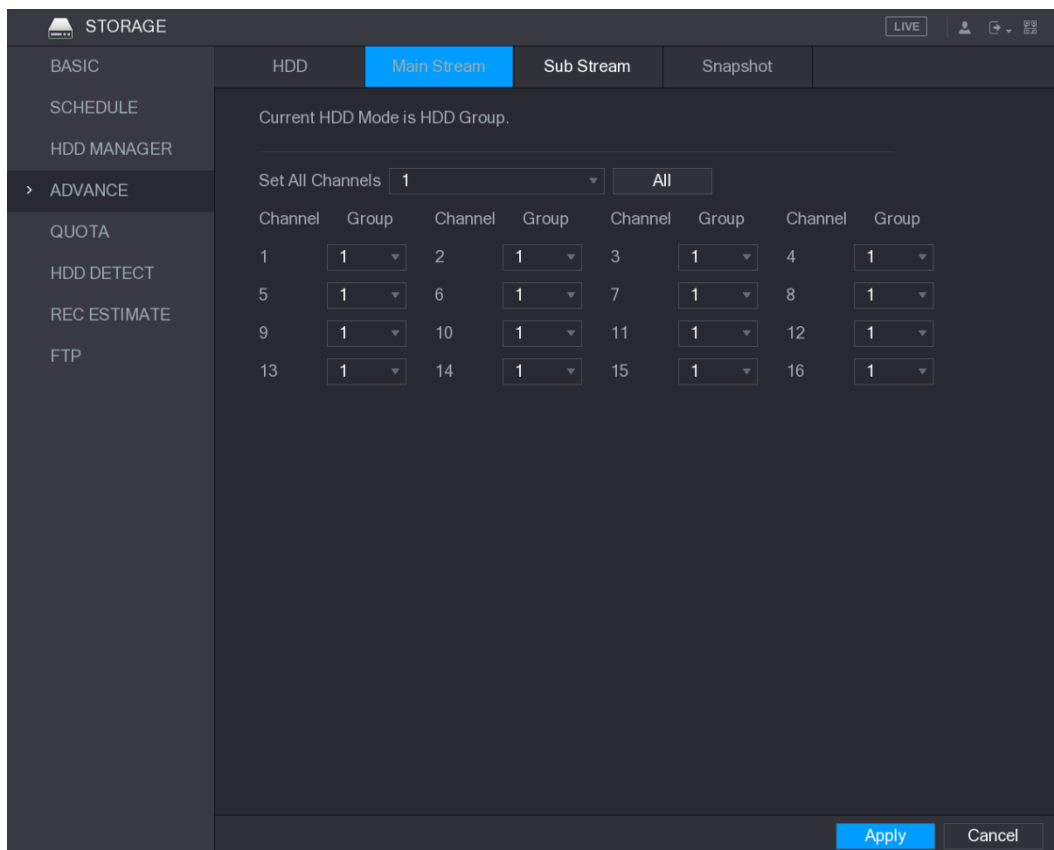 STORAGE
LIVE
BASIC
SCHEDULE
HDD MANAGER
> ADVANCE
QUOTA
HDD DETECT
REC ESTIMATE
FTP
HDD Main Stream Sub Stream Snapshot
Current HDD Mode is HDD Group.
Set All Channels 1 All
Channel Group Channel Group Channel Group Channel Group
1 1 2 1 3 1 4 1
5 1 6 1 7 1 8 1
9 1 10 1 11 1 12 1
13 1 14 1 15 1 16 1
Apply Cancel